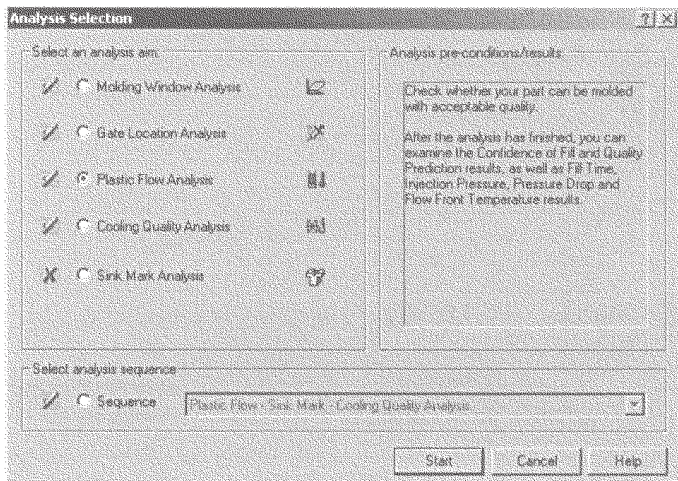 Analysis Selection
Select an analysis aim
Molding Window Analysis
Gate Location Analysis
Plastic Flow Analysis
Cooling Quality Analysis
Sink Mark Analysis
Analysis pre-conditions/results
Check whether your part can be molded
with acceptable quality.
After the analysis has finished, you can
examine the Confidence of Fill and Quality
Prediction results, as well as Fill Time,
Injection Pressure, Pressure Drop and
Flow Front Temperature results.
Select analysis sequence
Sequence
Plastic Flow - Sink Mark - Cooling Quality Analysis
Start
Cancel
Help